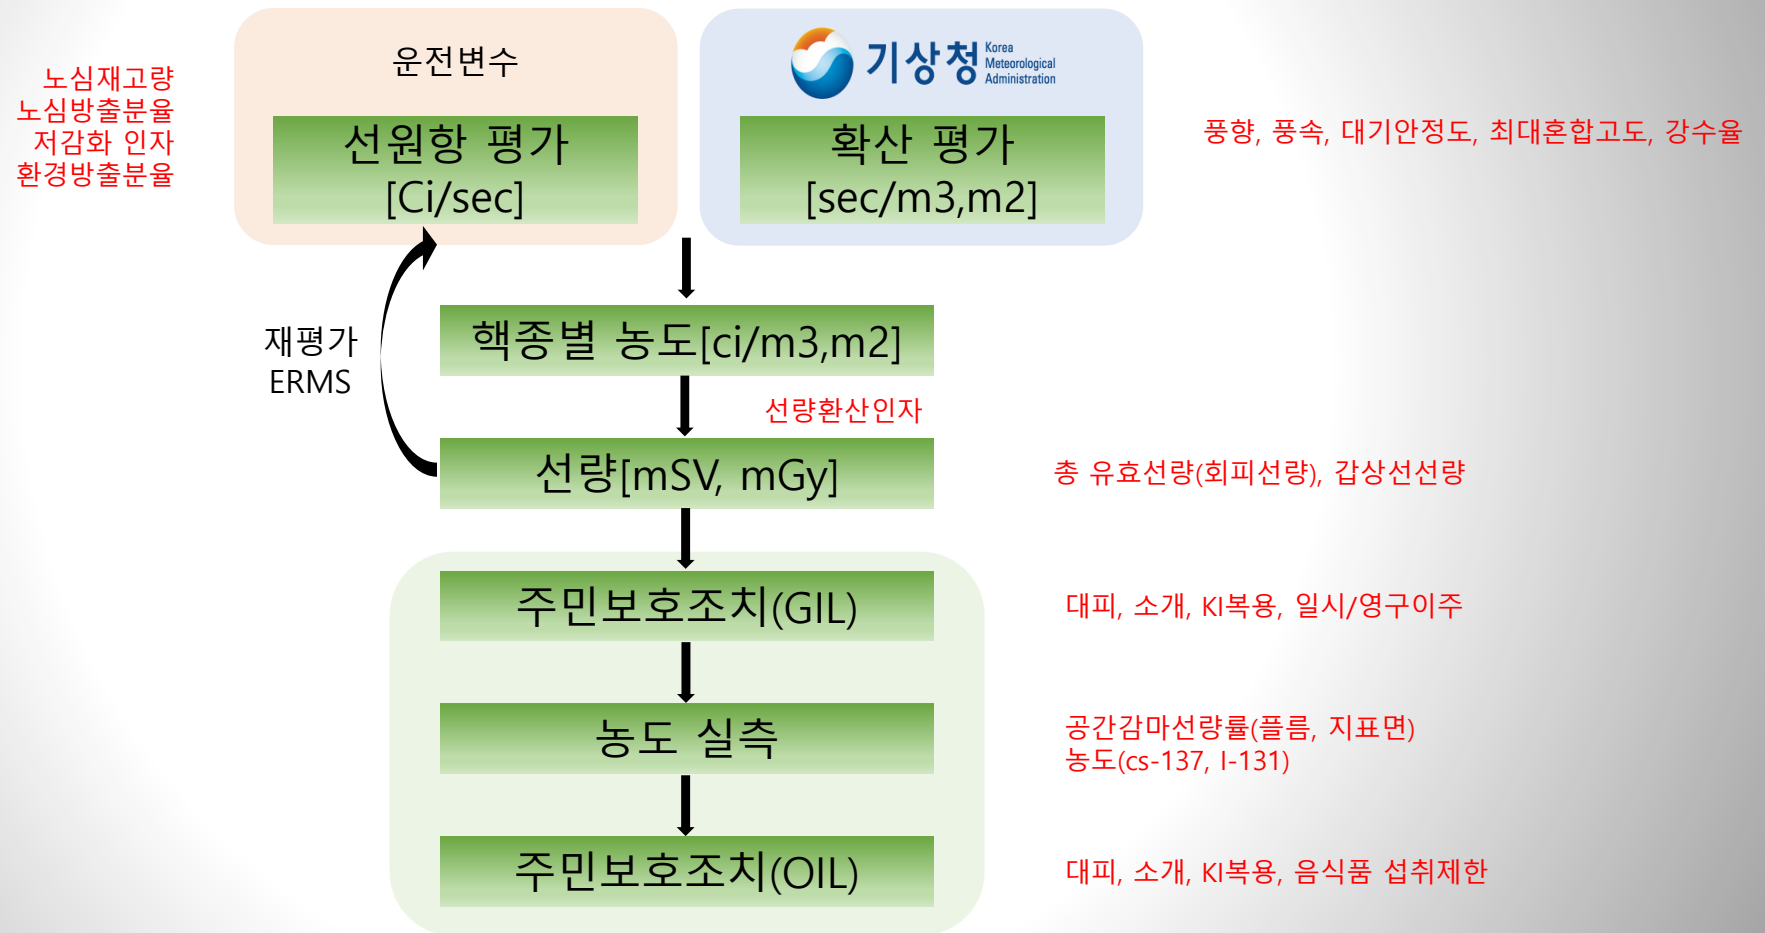 노심재고량
노심방출분율
저감화 인자
환경방출분율
운전변수
선원항 평가
[Ci/sec]
기상청
Korea
Meteorological
Administration
확산 평가
[sec/m3,m2]
풍향, 풍속, 대기안정도, 최대혼합고도, 강수율
재평가
ERMS
핵종별 농도[ci/m3,m2]
선량환산인자
선량[mSV, mGy]
총 유효선량(회피선량), 갑상선선량
주민보호조치(GIL)
대피, 소개, KI복용, 일시/영구이주
농도 실측
공간감마선량률(플름, 지표면)
농도(cs-137, I-131)
주민보호조치(OIL)
대피, 소개, KI복용, 음식품 섭취제한